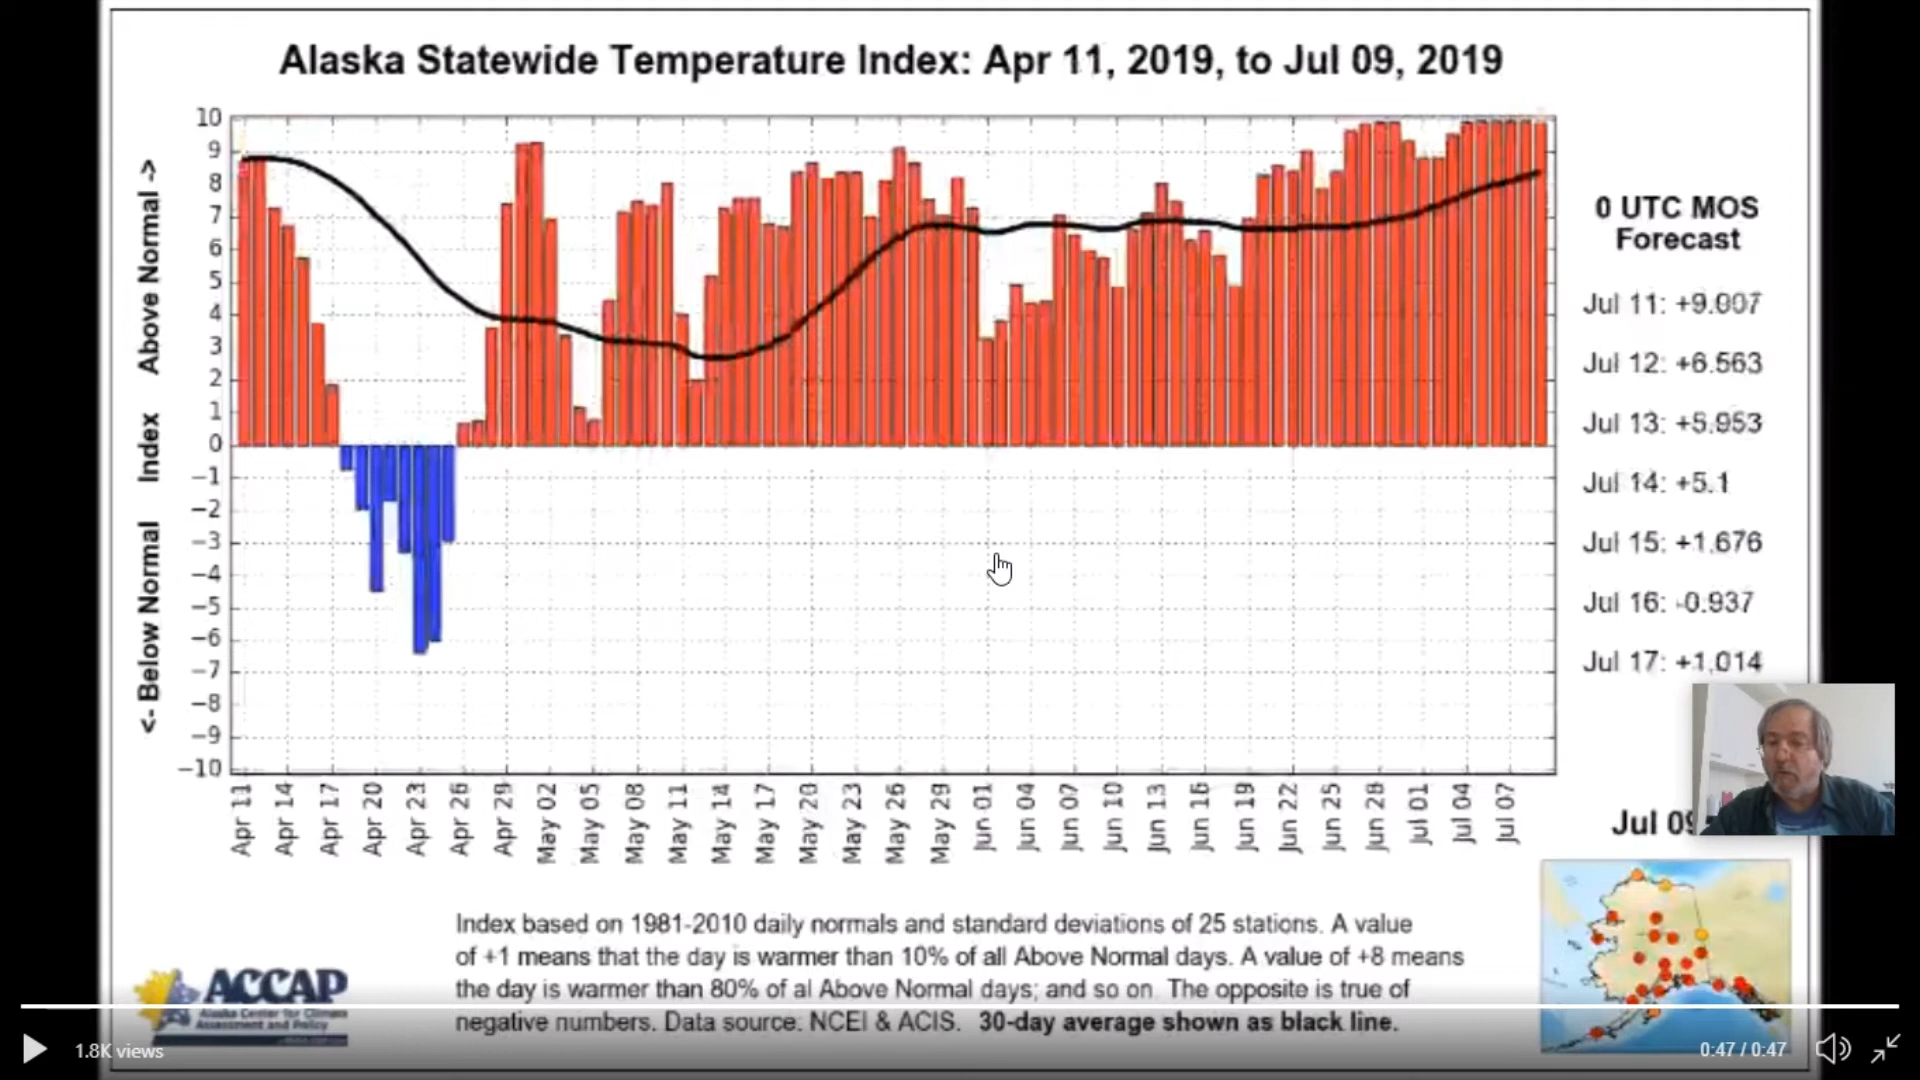 Alaska Statewide Temperature Index: Apr 11, 2019, to Jul 09, 2019
<- Below Normal Index Above Normal ->
10
9
8
7
6
5
4
3
2
1
0
−1
−2
−3
−4
−5
−6
−7
−8
−9
−10
Apr 11
Apr 14
Apr 17
Apr 20
Apr 23
Apr 26
Apr 29
May 02
May 05
May 08
May 11
May 14
May 17
May 20
May 23
May 26
May 29
Jun 01
Jun 04
Jun 07
Jun 10
Jun 13
Jun 16
Jun 19
Jun 22
Jun 25
Jun 28
Jul 01
Jul 04
Jul 07
0 UTC MOS
Forecast
Jul 11: +9.007
Jul 12: +6.563
Jul 13: +5.953
Jul 14: +5.1
Jul 15: +1.676
Jul 16: -0.937
Jul 17: +1.014
Jul 09
Index based on 1981-2010 daily normals and standard deviations of 25 stations. A value
of +1 means that the day is warmer than 10% of all Above Normal days. A value of +8 means
the day is warmer than 80% of al Above Normal days; and so on. The opposite is true of
negative numbers. Data source: NCEI & ACIS. 30-day average shown as black line.
ACCAP
Alaska Center for Climate
Assessment and Policy
1.8K views
0:47 / 0:47